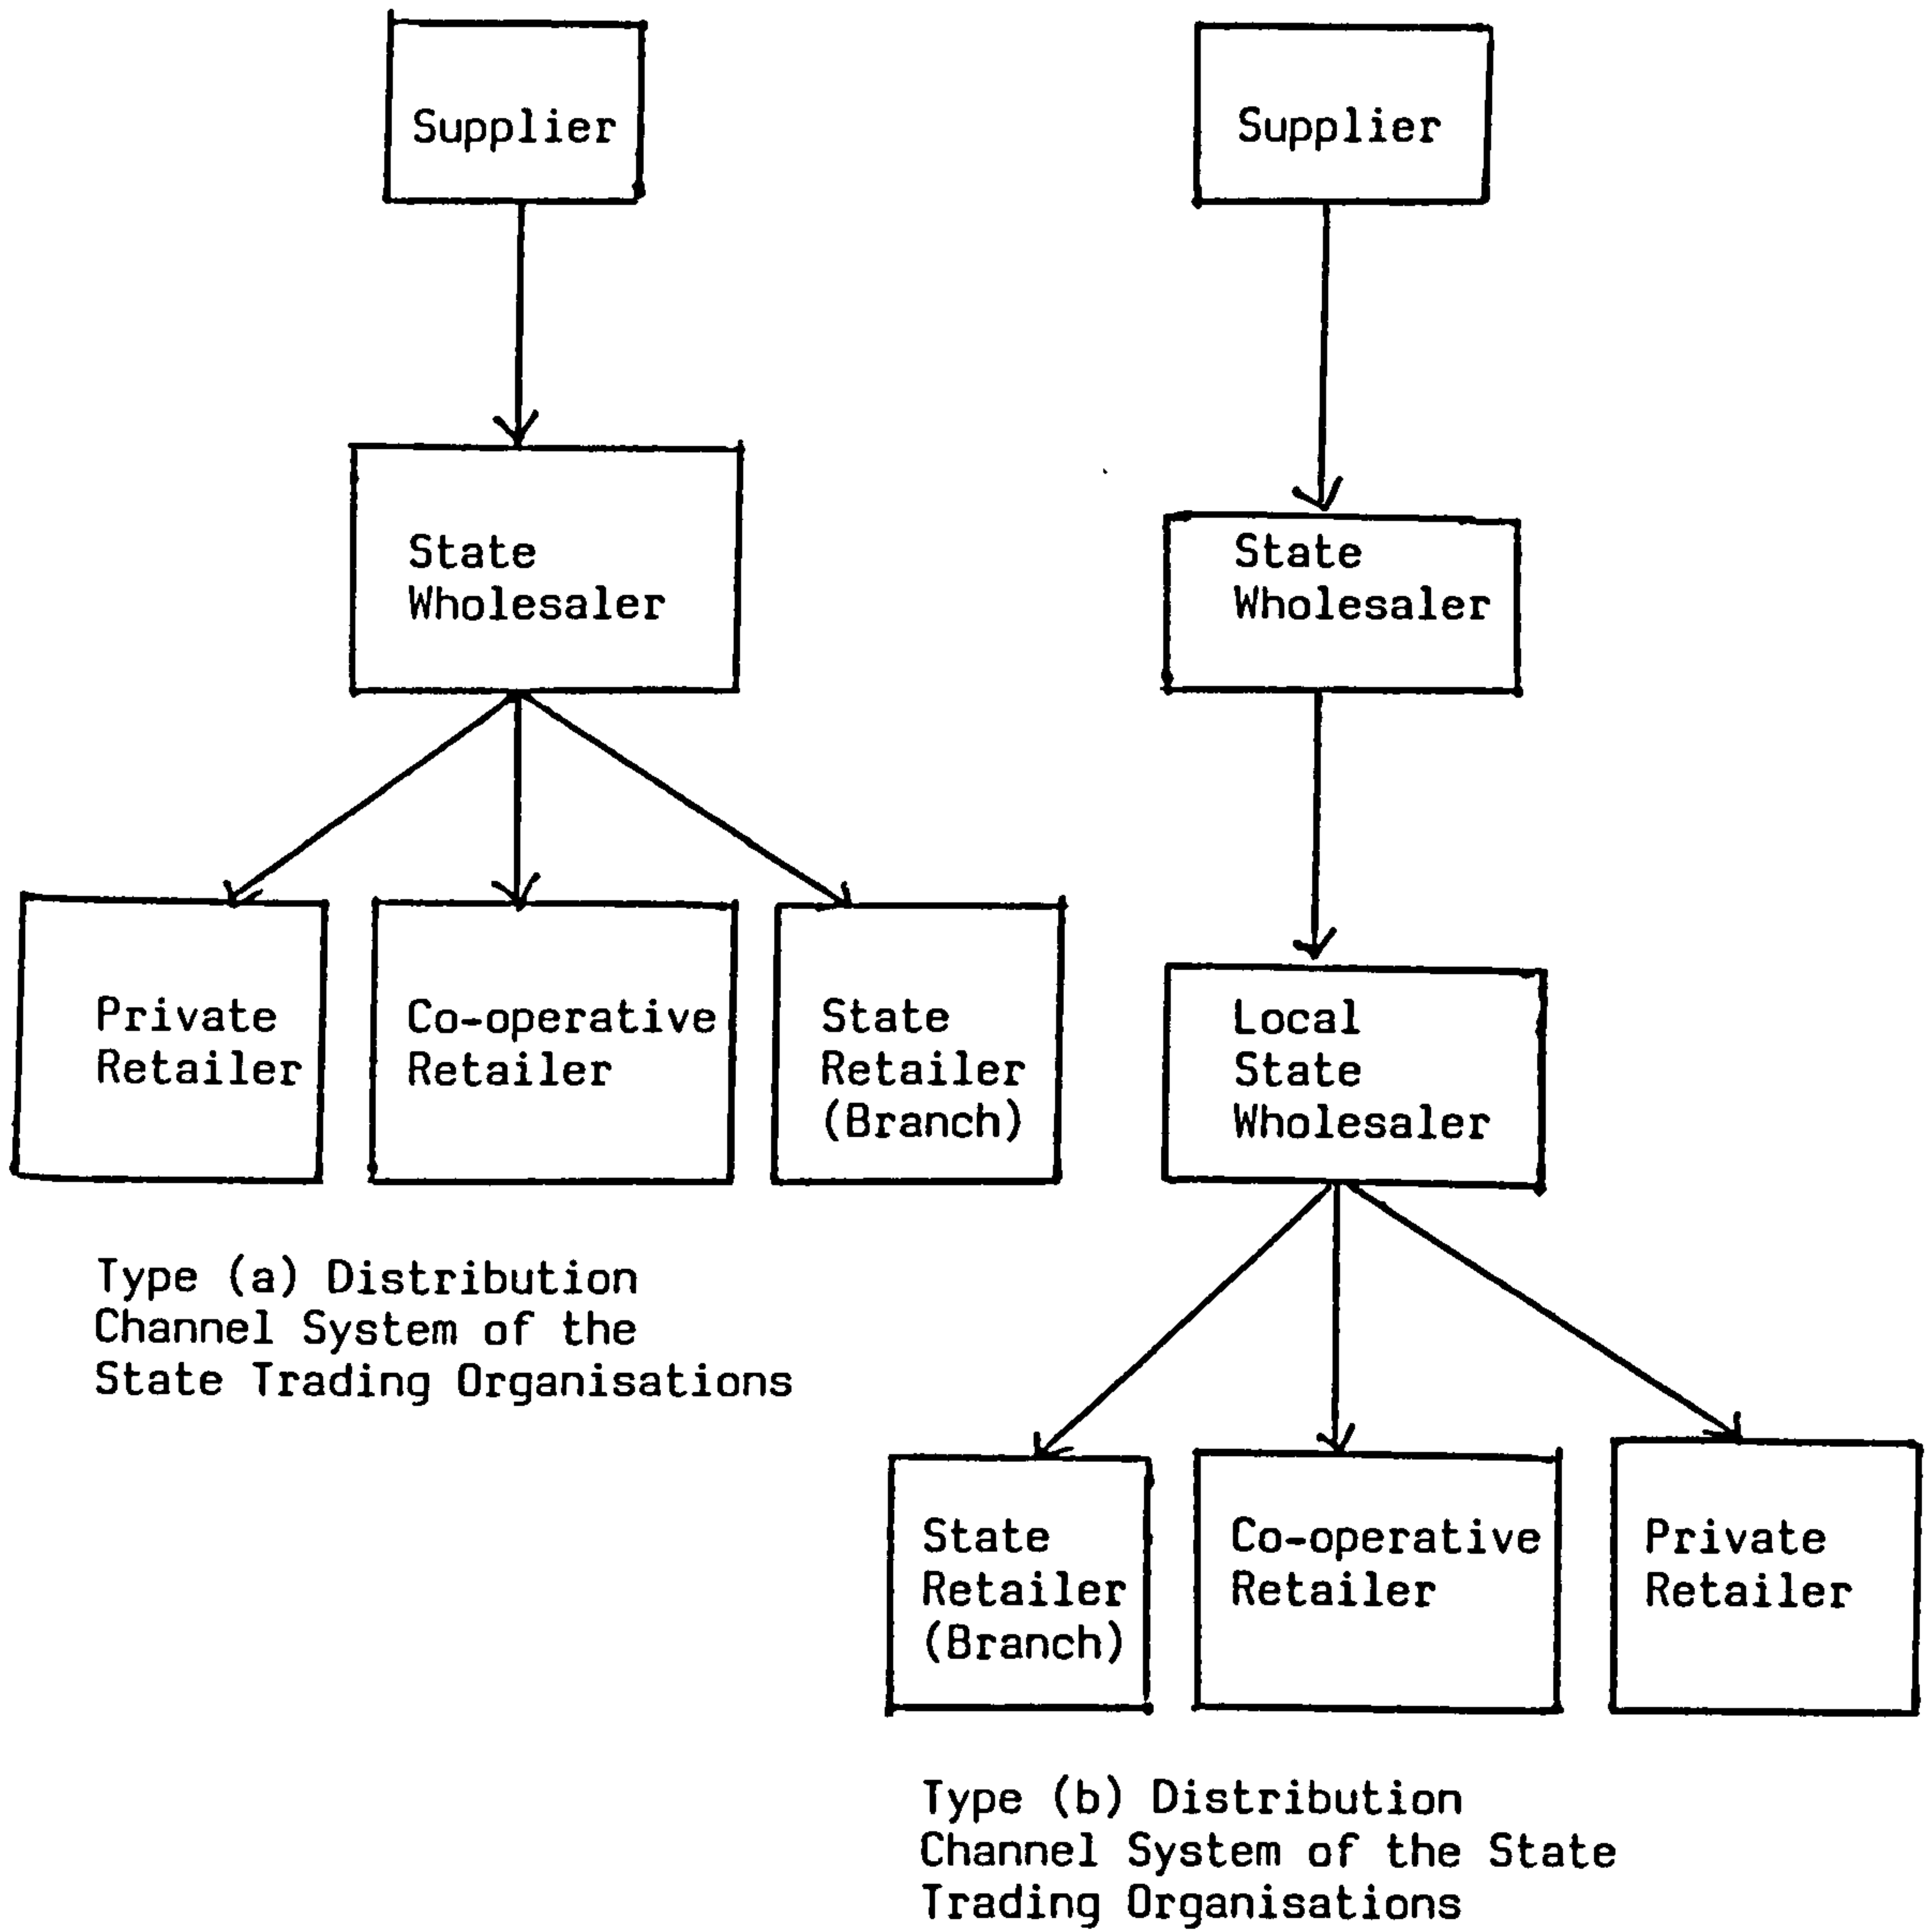 Supplier
State
Wholesaler
Private
Retailer
Co-operative
Retailer
State
Retailer
(Branch)
Type (a) Distribution
Channel System of the
State Trading Organisations
Supplier
State
Wholesaler
Local
State
Wholesaler
State
Retailer
(Branch)
Co-operative
Retailer
Private
Retailer
Type (b) Distribution
Channel System of the State
Trading Organisations